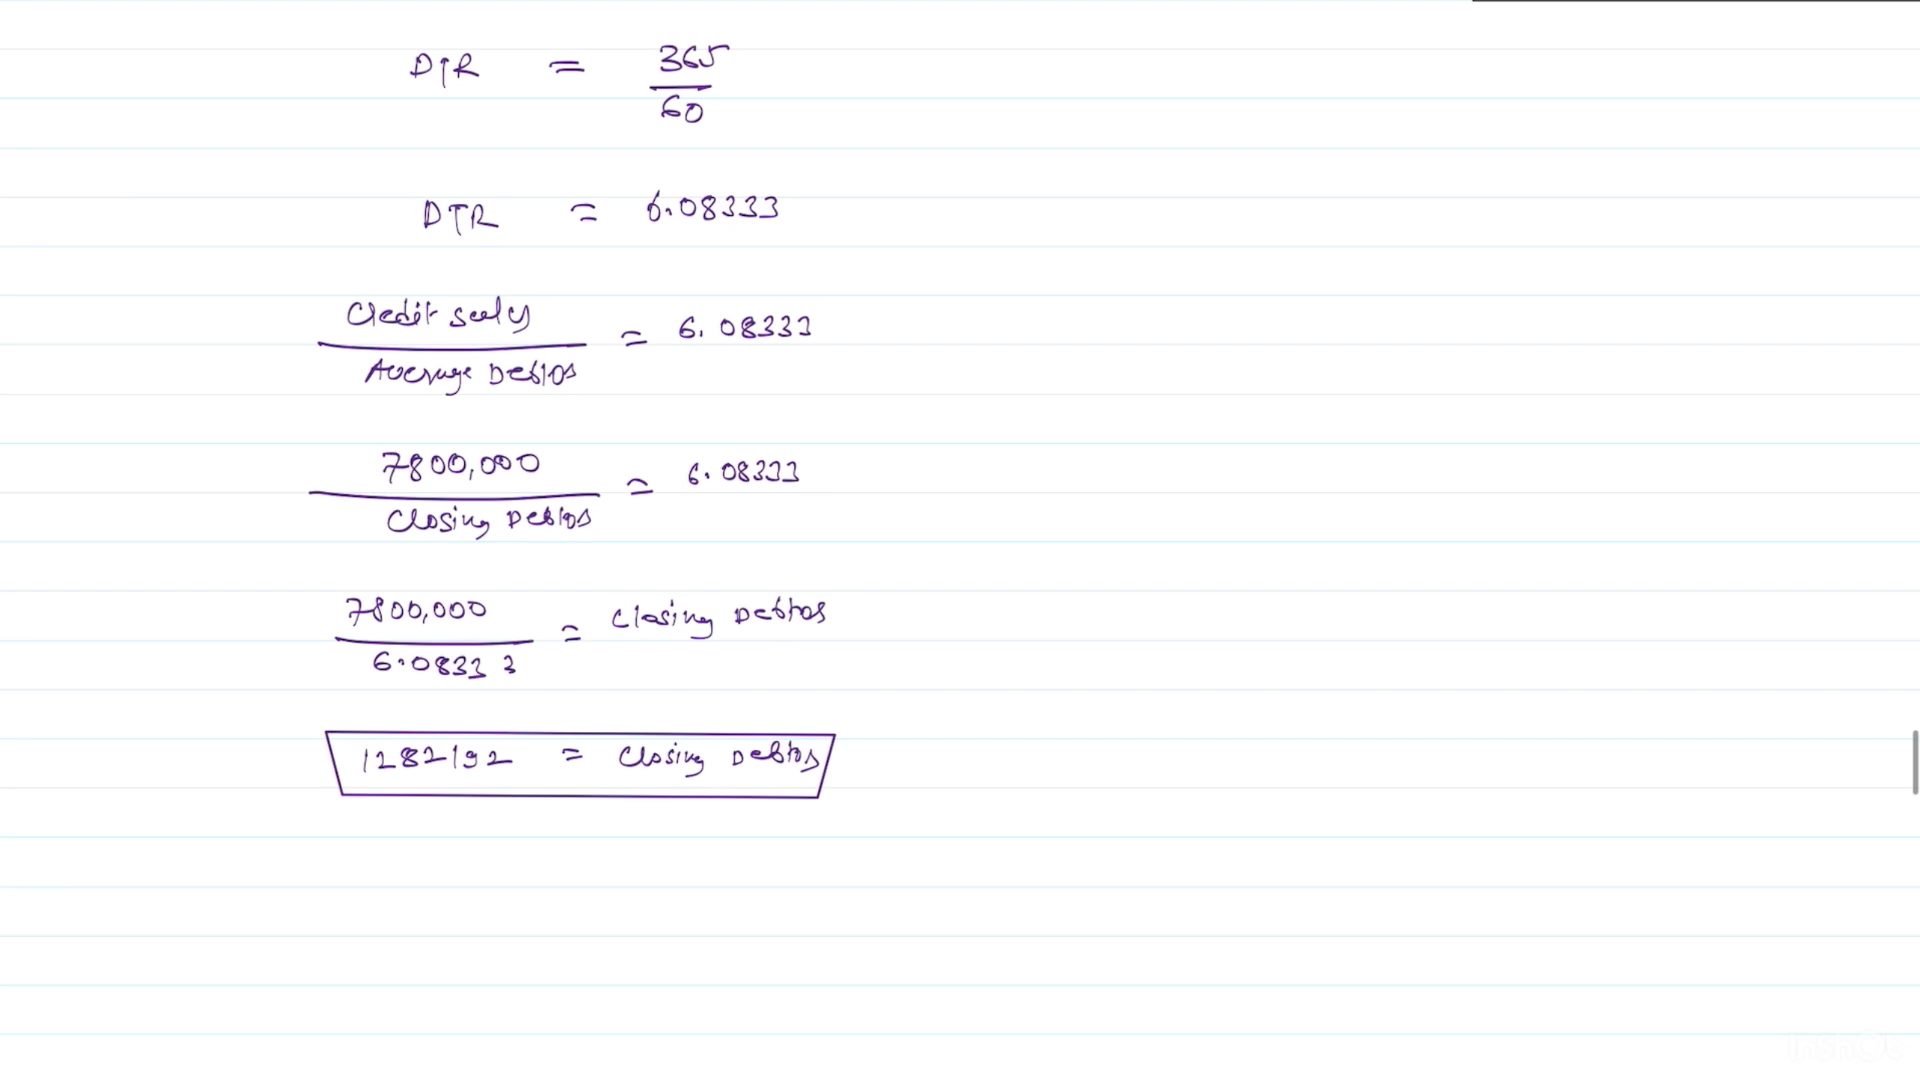 DTR = 365/60
DTR = 6.08333
Credit sales / Average Debtors = 6.08333
7800,000 / Closing Debtors = 6.08333
7800,000 / 6.08333 = Closing Debtors
1282192 = Closing Debtors